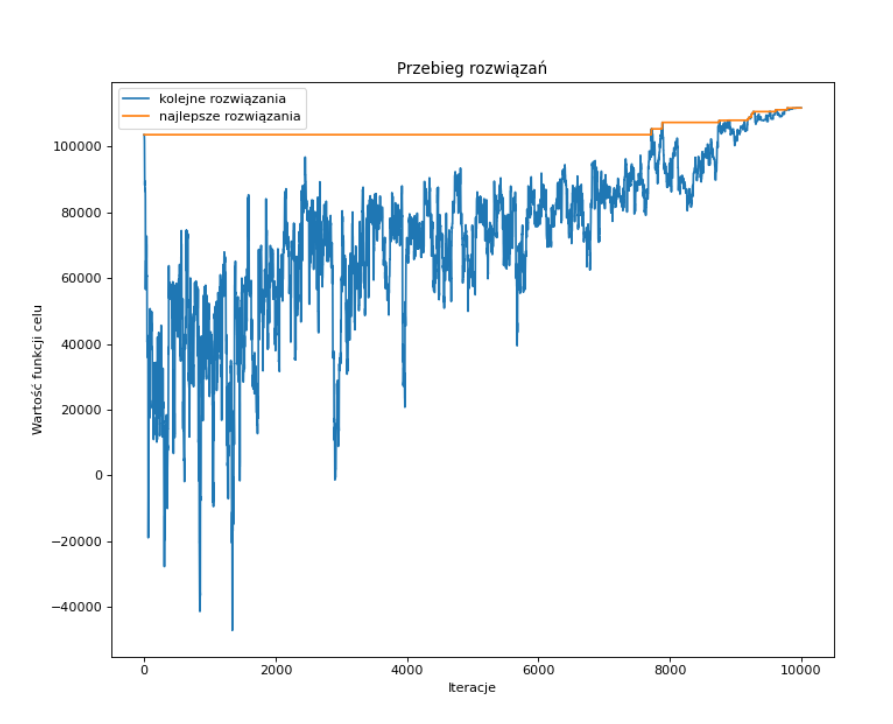 Przebieg rozwiązań
kolejne rozwiązania
najlepsze rozwiązania
Wartość funkcji celu
100000
80000
60000
40000
20000
0
−20000
−40000
0 2000 4000 6000 8000 10000
Iteracje